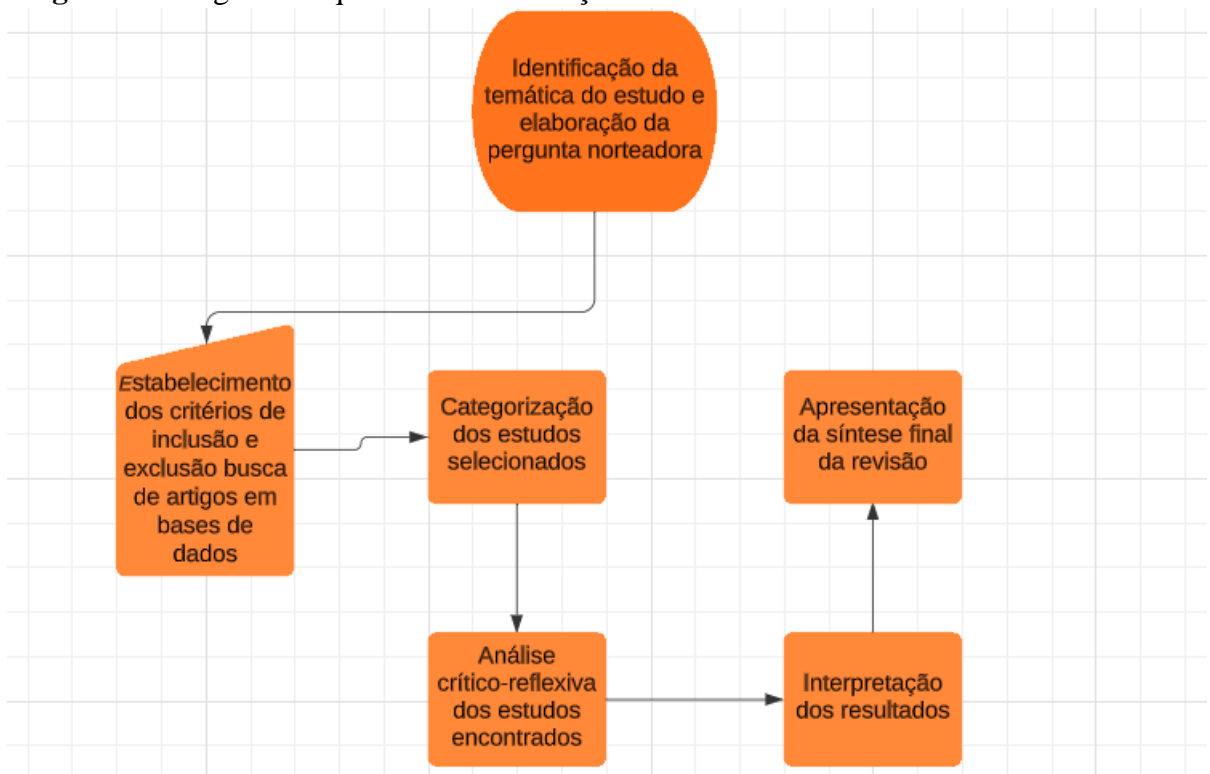 Identificação da
temática do estudo e
elaboração da
pergunta norteadora
Estabelecimento
dos critérios de
inclusão e
exclusão busca
de artigos em
bases de
dados
Categorização
dos estudos
selecionados
Análise
crítico-reflexiva
dos estudos
encontrados
Interpretação
dos resultados
Apresentação
da síntese final
da revisão